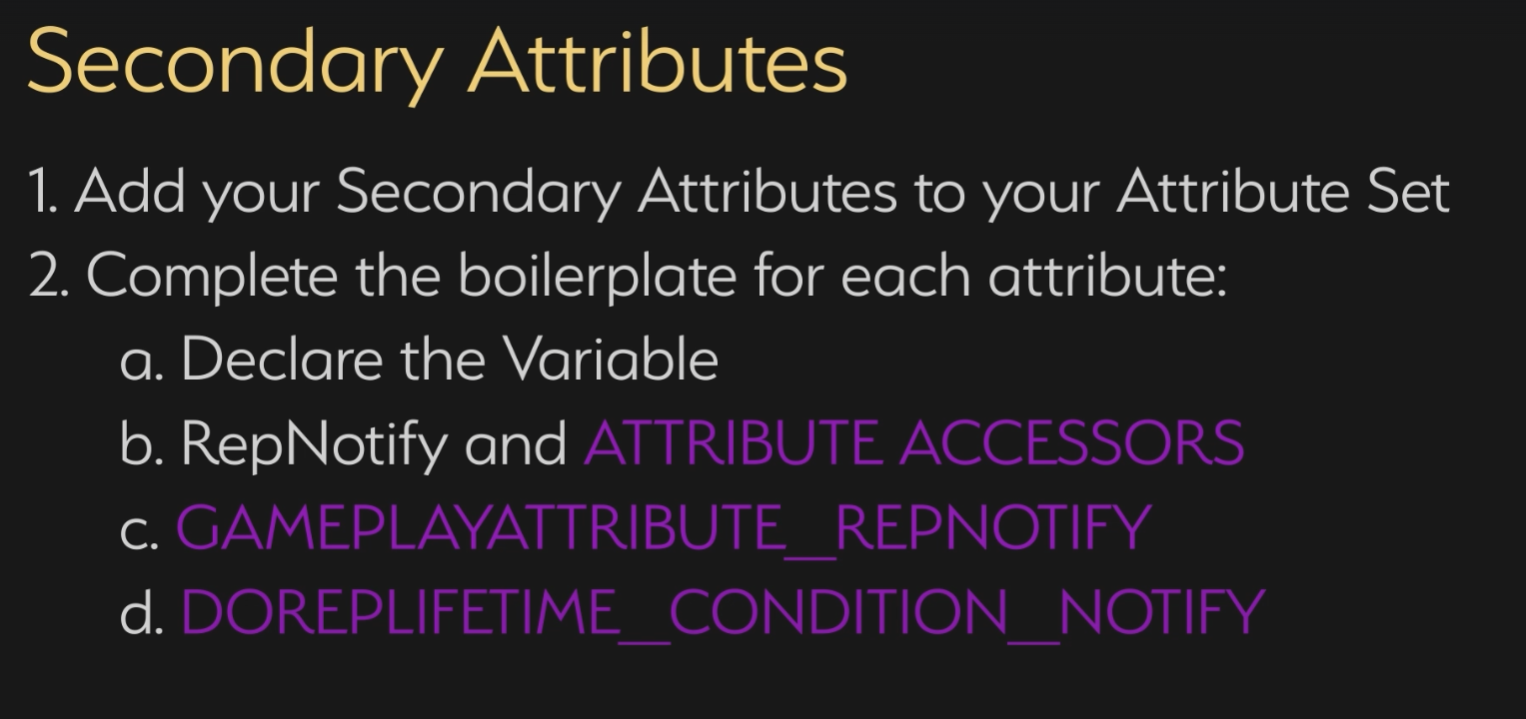 Secondary Attributes
1. Add your Secondary Attributes to your Attribute Set
2. Complete the boilerplate for each attribute:
a. Declare the Variable
b. RepNotify and ATTRIBUTE ACCESSORS
c. GAMEPLAYATTRIBUTE_REPNOTIFY
d. DOREPLIFETIME_CONDITION_NOTIFY